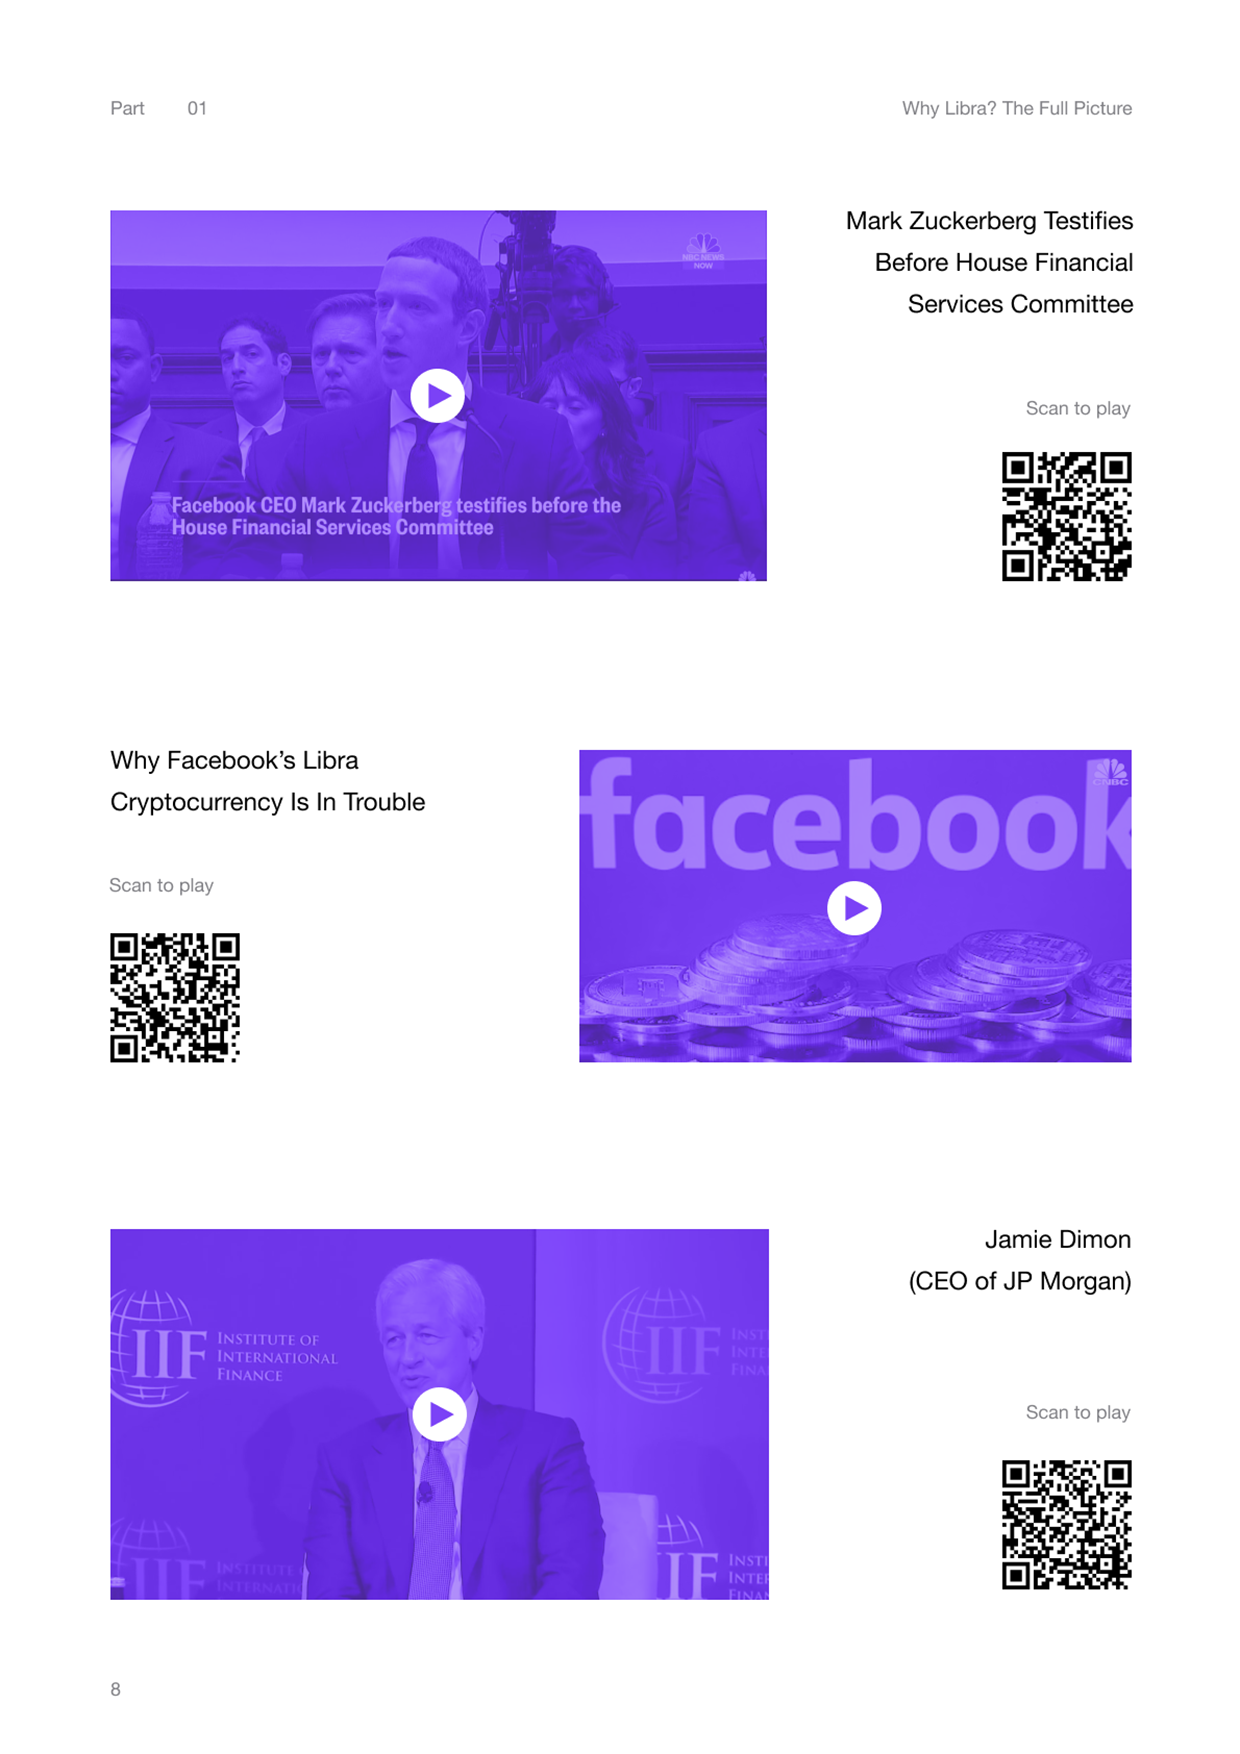 Part 01
Why Libra? The Full Picture
NBC NEWS
NOW
Facebook CEO Mark Zuckerberg testifies before the
House Financial Services Committee
Mark Zuckerberg Testifies
Before House Financial
Services Committee
Scan to play
Why Facebook’s Libra
Cryptocurrency Is In Trouble
Scan to play
facebook
CNBC
IIF
INSTITUTE OF
INTERNATIONAL
FINANCE
IIF
INST
INTE
FINA
IIF
INSTITUTE
INTERNATI
IIF
INSTI
INTER
FINAN
Jamie Dimon
(CEO of JP Morgan)
Scan to play
8